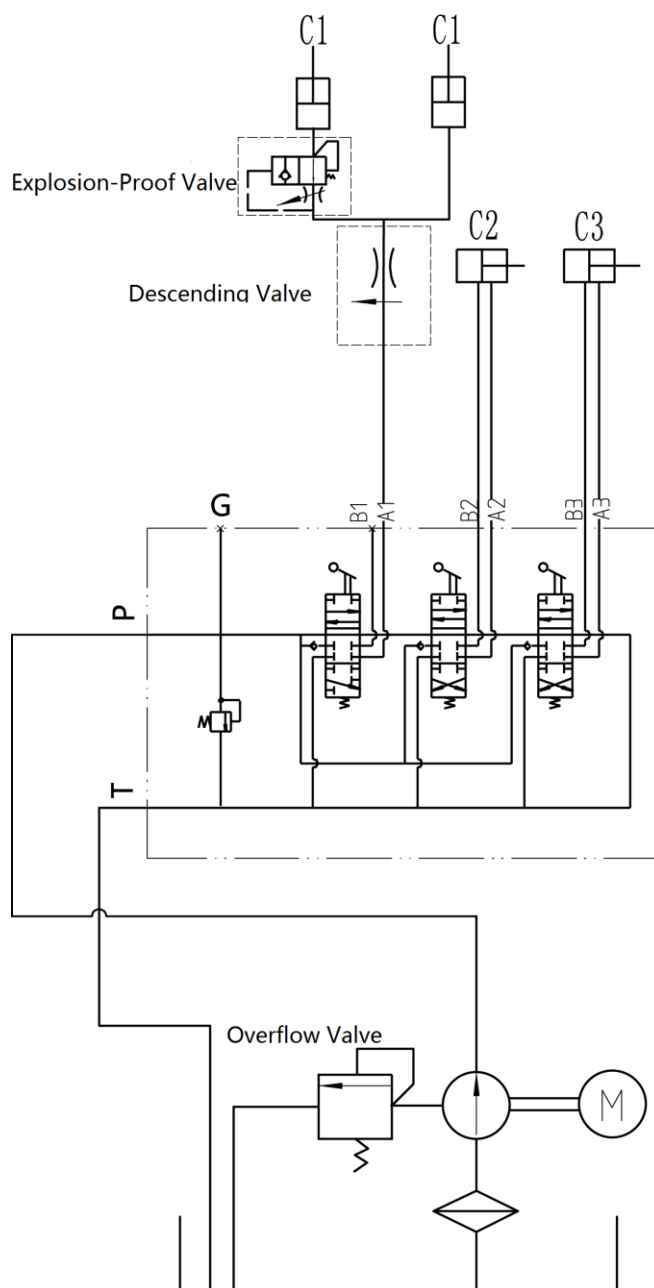 C1
C1
Explosion-Proof Valve
C2
C3
Descending Valve
G
B1
A1
B2
A2
B3
A3
P
T
Overflow Valve
M